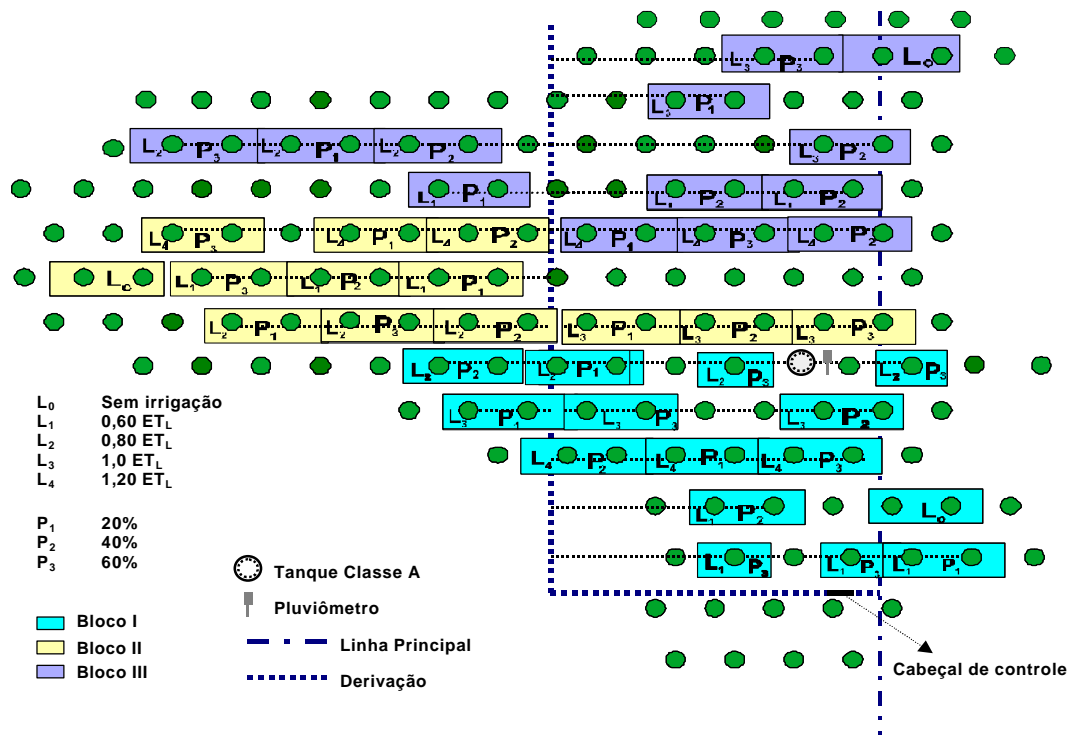 L3 P3 L0
L3 P1
L2 P3 L2 P1 L2 P2 L3 P2
L1 P1 L1 P2 L1 P2
L4 P3 L4 P1 L4 P2 L4 P1 L4 P3 L4 P2
L0 L1 P3 L1 P2 L1 P1
L2 P1 L2 P3 L2 P2 L3 P1 L3 P2 L3 P3
L2 P2 L2 P1 L2 P3 L2 P3
L3 P1 L3 P3 L3 P2
L4 P2 L4 P1 L4 P3
L1 P2 L0
L1 P3 L1 P3 L1 P1
L0 Sem irrigação
L1 0,60 ETL
L2 0,80 ETL
L3 1,0 ETL
L4 1,20 ETL
P1 20%
P2 40%
P3 60%
Bloco I
Bloco II
Bloco III
Tanque Classe A
Pluviômetro
Linha Principal
Derivação
Cabeçal de controle